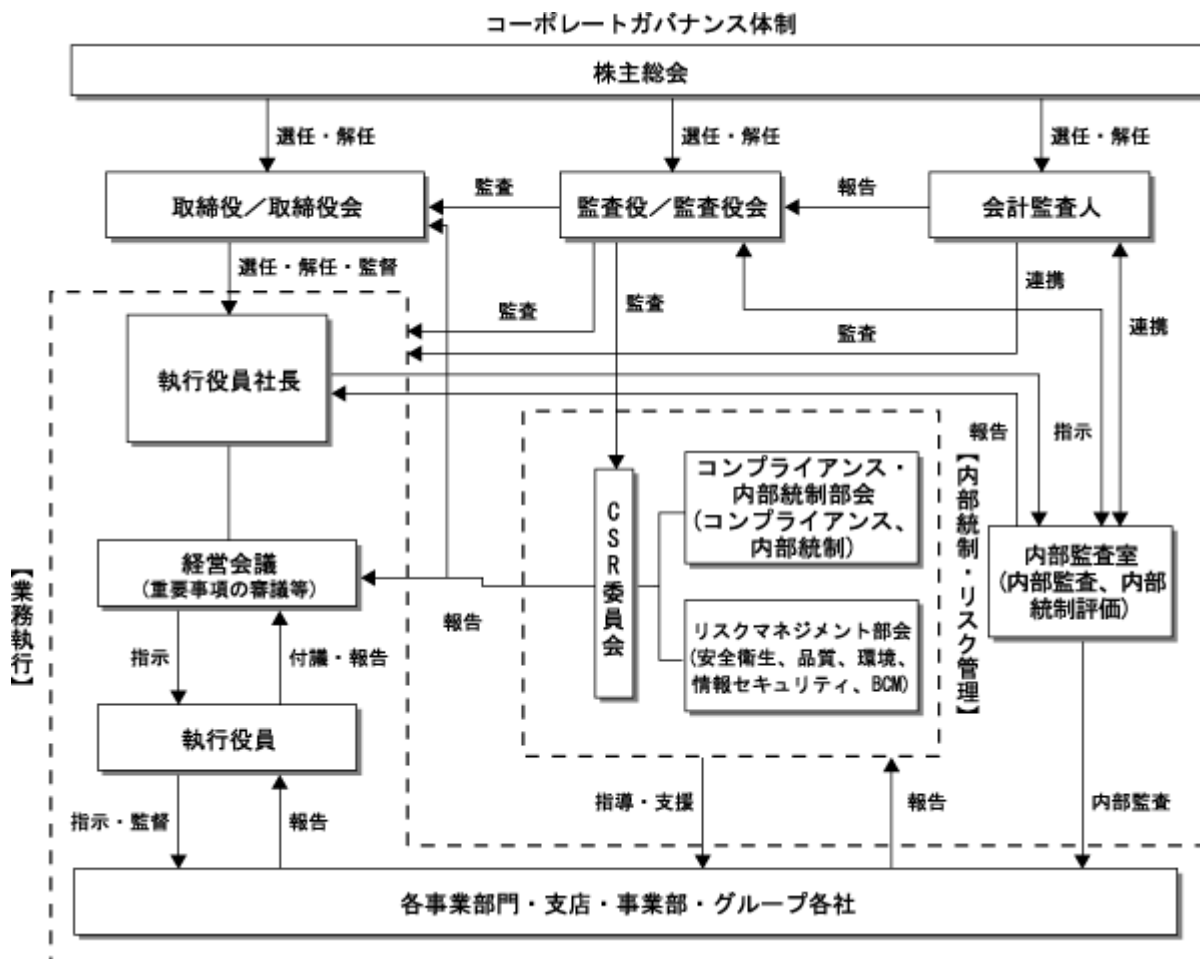 コーポレートガバナンス体制
株主総会
選任・解任
選任・解任
選任・解任
取締役／取締役会
監査
監査役／監査役会
報告
会計監査人
選任・解任・監督
監査
監査
連携
監査
連携
執行役員社長
報告
指示
【業務執行】
経営会議
(重要事項の審議等)
報告
CSR委員会
コンプライアンス・
内部統制部会
(コンプライアンス、
内部統制)
リスクマネジメント部会
(安全衛生、品質、環境、
情報セキュリティ、BCM)
【内部統制・リスク管理】
内部監査室
(内部監査、内部
統制評価)
指示
付議・報告
執行役員
指示・監督
報告
指導・支援
報告
内部監査
各事業部門・支店・事業部・グループ各社